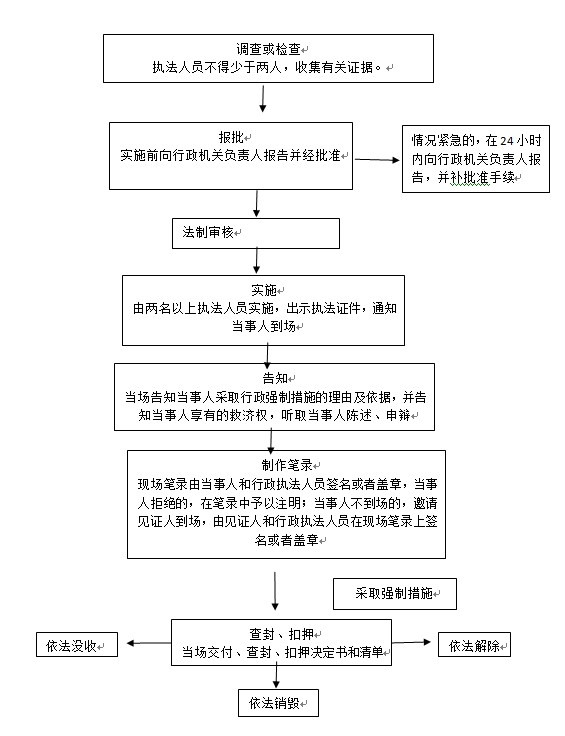 调查或检查
执法人员不得少于两人，收集有关证据。
报批
实施前向行政机关负责人报告并经批准
情况紧急的，在24小时
内向行政机关负责人报
告，并补批准手续
法制审核
实施
由两名以上执法人员实施，出示执法证件，通知
当事人到场
告知
当场告知当事人采取行政强制措施的理由及依据，并告
知当事人享有的救济权，听取当事人陈述、申辩
制作笔录
现场笔录由当事人和行政执法人员签名或者盖章，当事
人拒绝的，在笔录中予以注明；当事人不到场的，邀请
见证人到场，由见证人和行政执法人员在现场笔录上签
名或者盖章
采取强制措施
查封、扣押
当场交付、查封、扣押决定书和清单
依法没收
依法解除
依法销毁